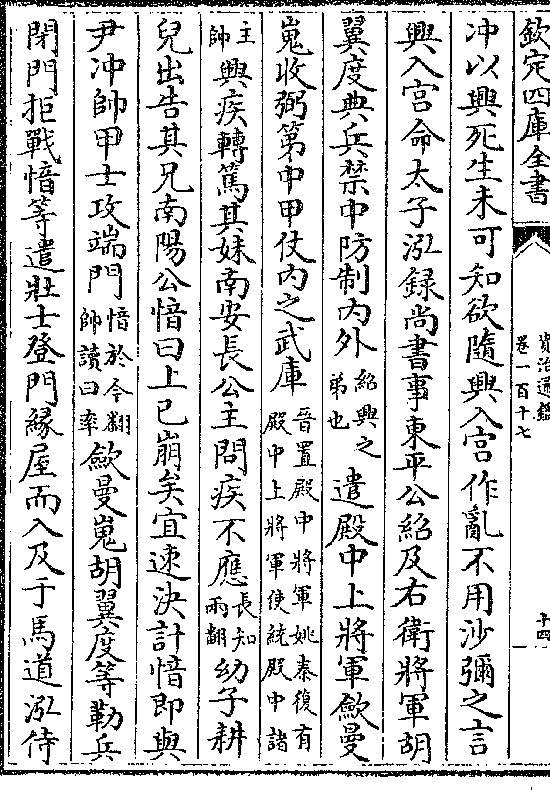 欽定四庫全書
資治通鑑
卷一百十七
十四
冲以興死生未可知欲隨興入宫作亂不用沙彌之言
興入宫命太子泓録尚書事東平公紹及右衛將軍胡
翼度典兵禁中防制内外紹興之弟也遣殿中上將軍歛曼
嵬收弼第中甲仗内之武庫晉置殿中將軍姚秦復有殿中上將軍使統殿中諸
主帥興疾轉篤其妹南安長公主問疾不應長知兩翻幼子耕
兒出告其兄南陽公愔曰上已崩矣宜速決計愔即與
尹冲帥甲士攻端門愔於今翻帥讀曰率歛曼嵬胡翼度等勒兵
閉門拒戰愔等遣壯士登門緣屋而入及于馬道泓侍